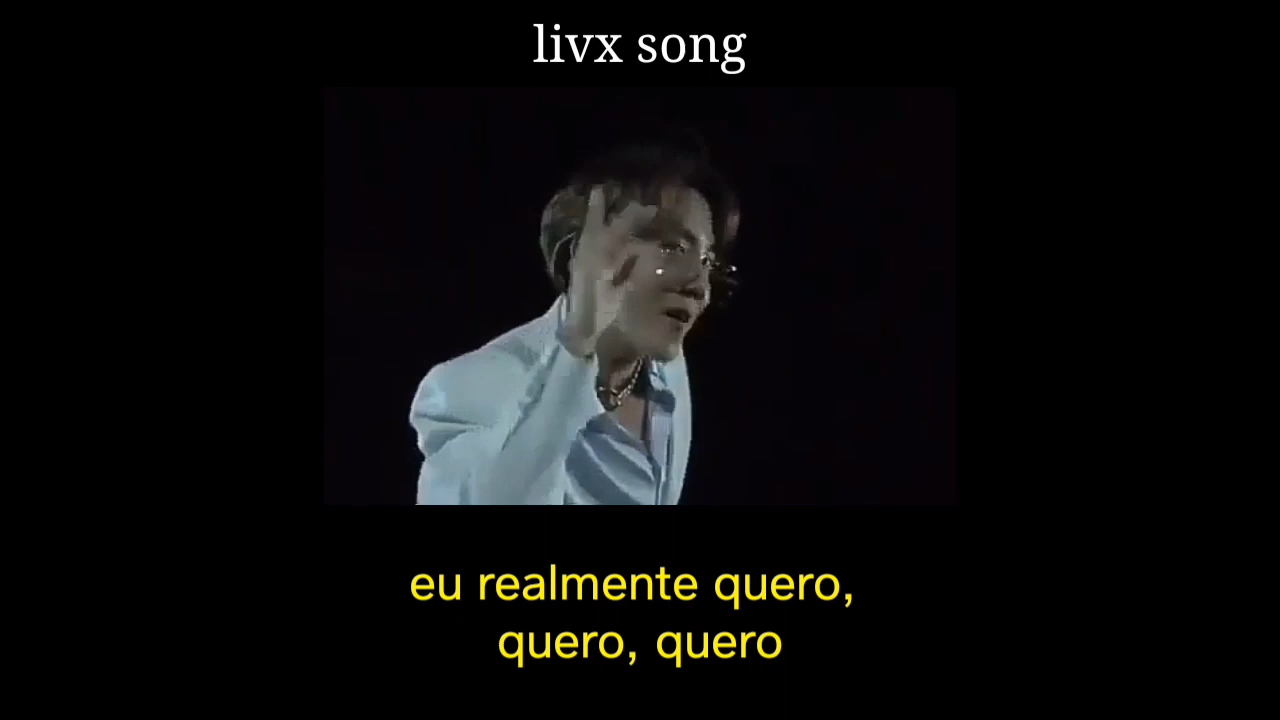 livx song
eu realmente quero,
quero, quero